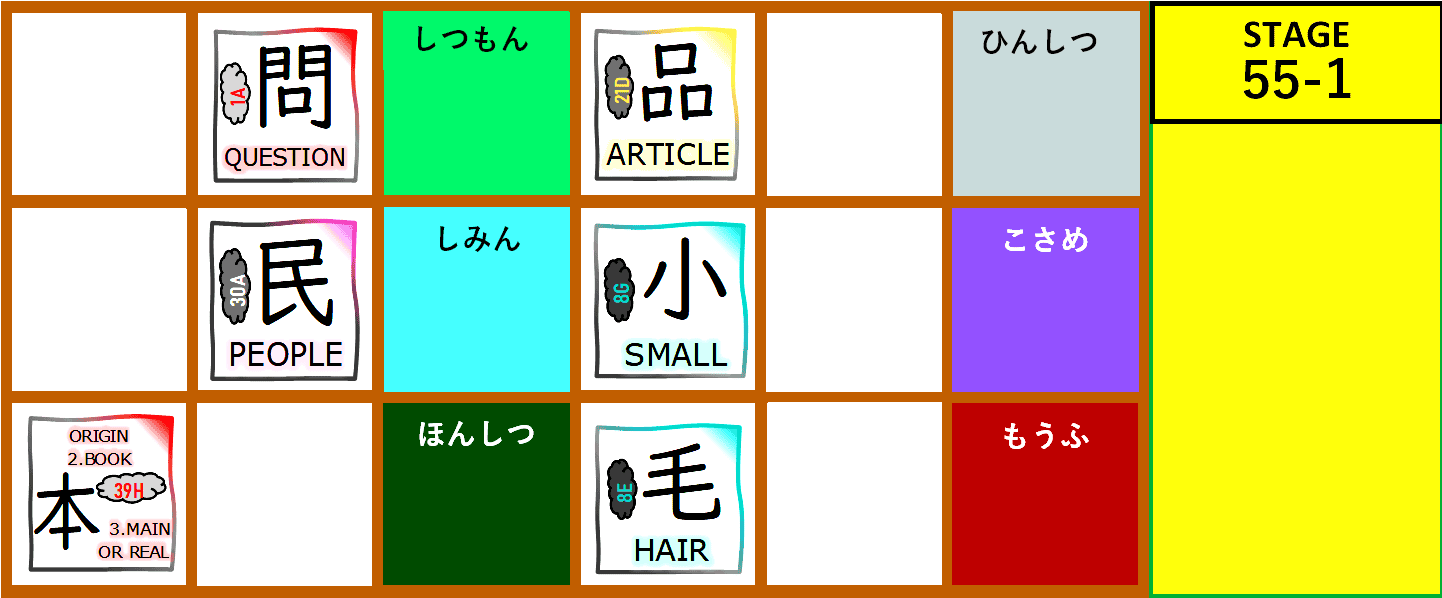 1A
問
QUESTION
しつもん
21D
品
ARTICLE
ひんしつ
STAGE
55-1
30A
民
PEOPLE
しみん
8G
小
SMALL
こさめ
ORIGIN
2.BOOK
本
39H
3.MAIN
OR REAL
ほんしつ
8E
毛
HAIR
もうふ